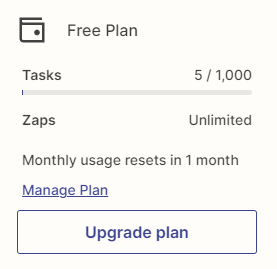 Free Plan
Tasks 5 / 1,000
Zaps Unlimited
Monthly usage resets in 1 month
Manage Plan
Upgrade plan